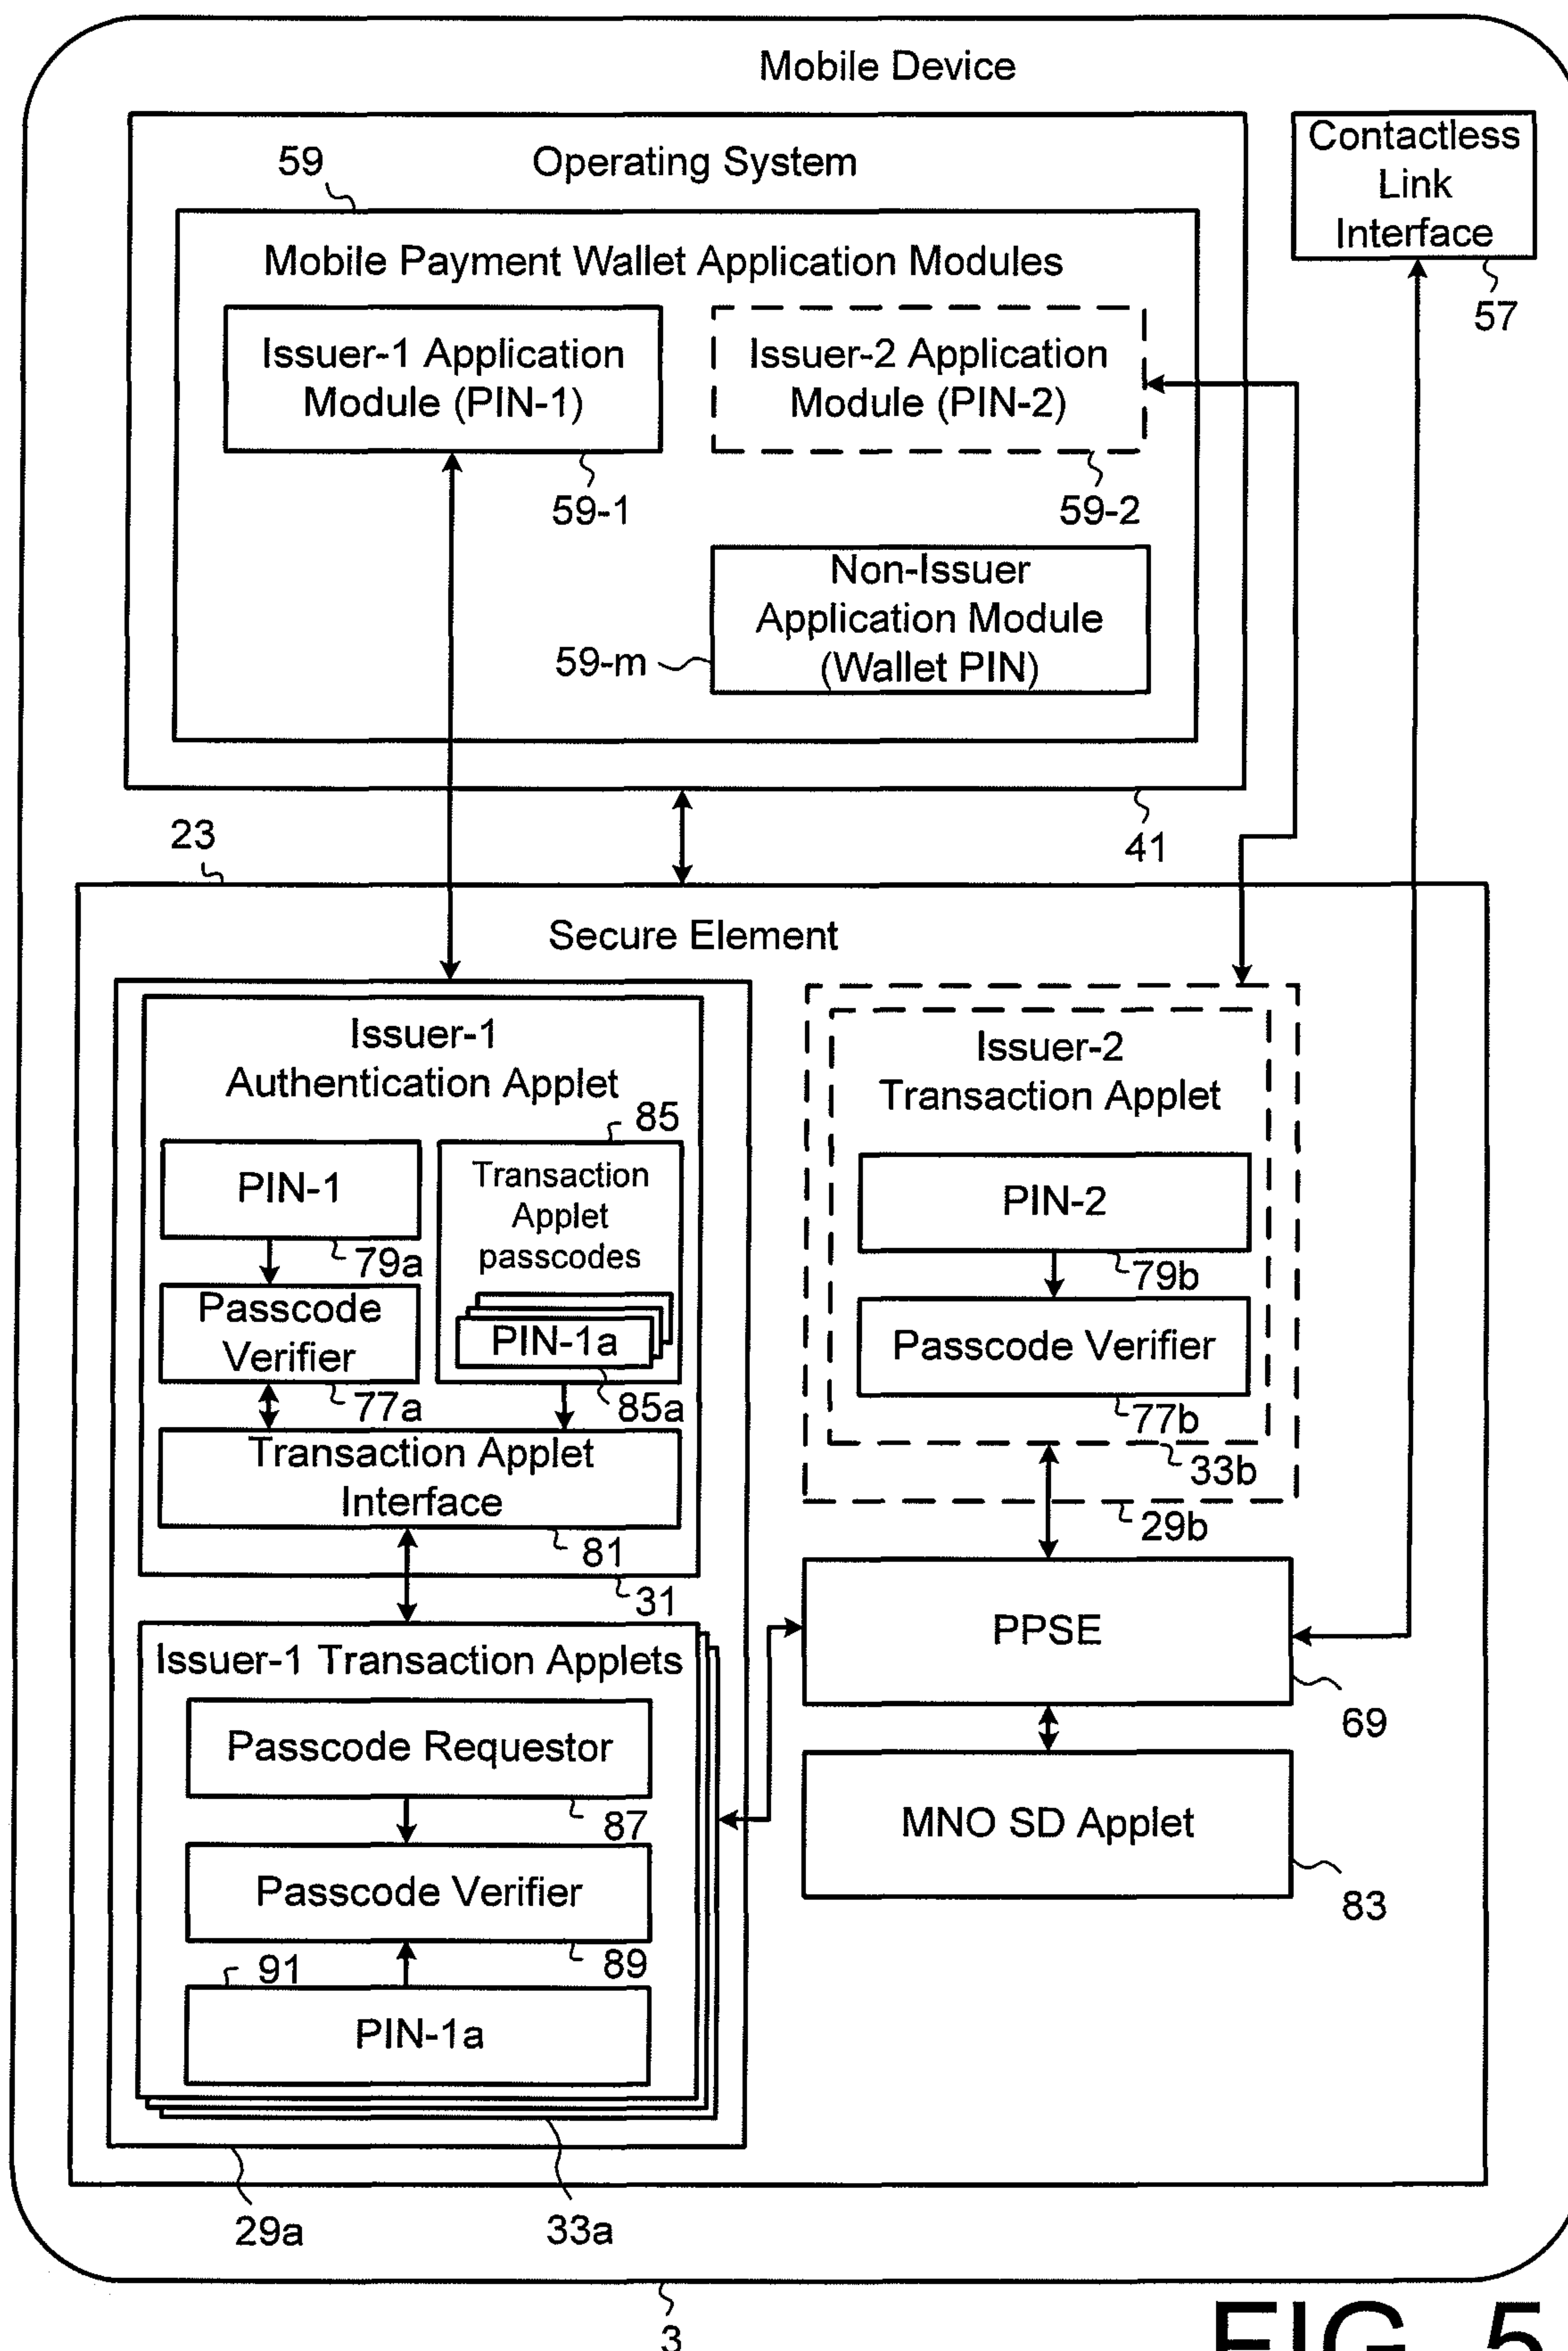 Mobile Device
Operating System
59
Contactless
Link
Interface
57
Mobile Payment Wallet Application Modules
Issuer-1 Application
Module (PIN-1)
59-1
Issuer-2 Application
Module (PIN-2)
59-2
Non-Issuer
Application Module
(Wallet PIN)
59-m
41
23
Secure Element
Issuer-1
Authentication Applet
85
PIN-1
79a
Transaction
Applet
passcodes
PIN-1a
85a
Passcode
Verifier
77a
Transaction Applet
Interface
81
31
Issuer-2
Transaction Applet
PIN-2
79b
Passcode Verifier
77b
33b
29b
Issuer-1 Transaction Applets
Passcode Requestor
87
Passcode Verifier
89
91
PIN-1a
PPSE
69
MNO SD Applet
83
29a
33a
3
FIG. 5